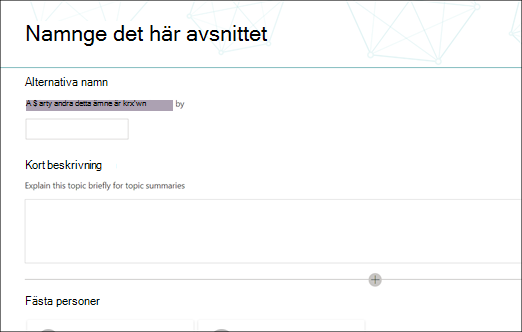 Namnge det här avsnittet
Alternativa namn
A $ arty andra detta ämne är krx'wn by
Kort beskrivning
Explain this topic briefly for topic summaries
Fästa personer